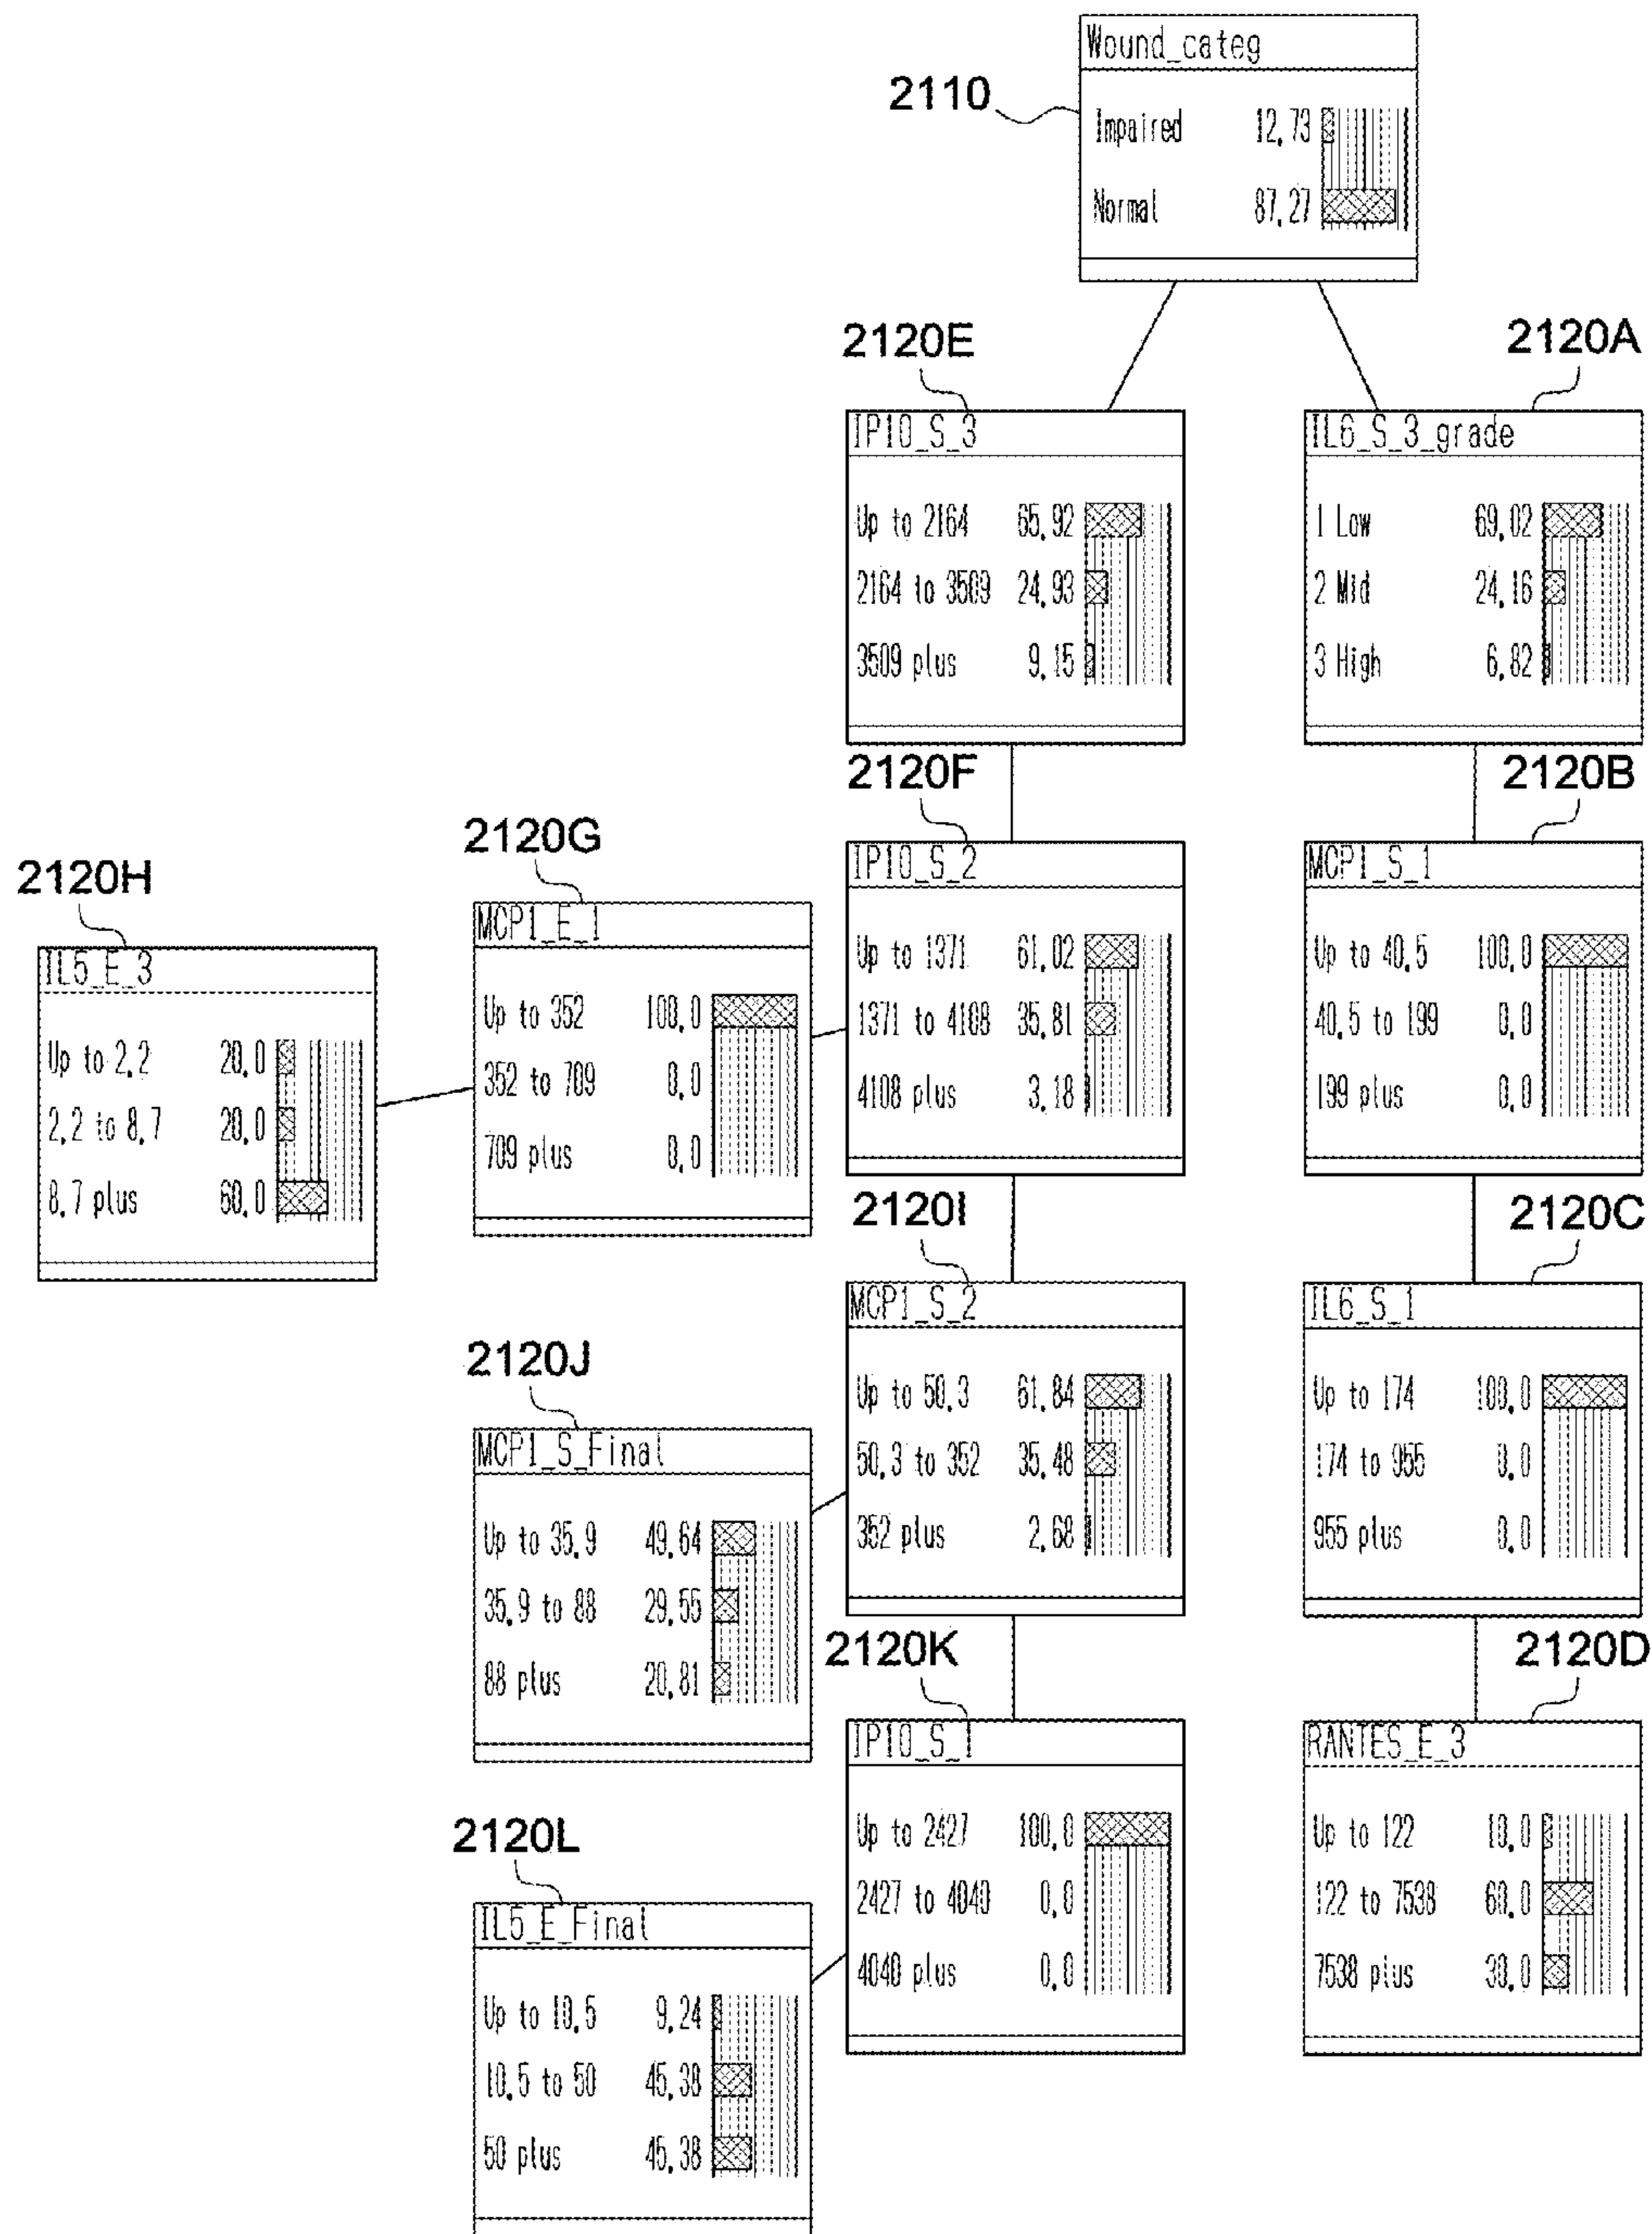 Wound_categ
2110
Impaired 12.73
Normal 87.27
2120E
IP10_S_3
Up to 2164 65.92
2164 to 3509 24.93
3509 plus 9.15
2120A
IL6_S_3_grade
1 Low 69.02
2 Mid 24.16
3 High 6.82
2120H
IL5_E_3
Up to 2.2 20.0
2.2 to 8.7 20.0
8.7 plus 60.0
2120G
MCP1_E_1
Up to 352 100.0
352 to 709 0.0
709 plus 0.0
2120F
IP10_S_2
Up to 1371 61.02
1371 to 4108 35.81
4108 plus 3.18
2120B
MCP1_S_1
Up to 40.5 100.0
40.5 to 199 0.0
199 plus 0.0
2120J
MCP1_S_Final
Up to 35.9 49.64
35.9 to 88 29.55
88 plus 20.81
2120I
MCP1_S_2
Up to 50.3 61.84
50.3 to 352 35.48
352 plus 2.68
2120C
IL6_S_1
Up to 174 100.0
174 to 955 0.0
955 plus 0.0
2120L
IL5_E_Final
Up to 10.5 9.24
10.5 to 50 45.38
50 plus 45.38
2120K
IP10_S_1
Up to 2427 100.0
2427 to 4040 0.0
4040 plus 0.0
2120D
RANTES_E_3
Up to 122 10.0
122 to 7538 60.0
7538 plus 30.0